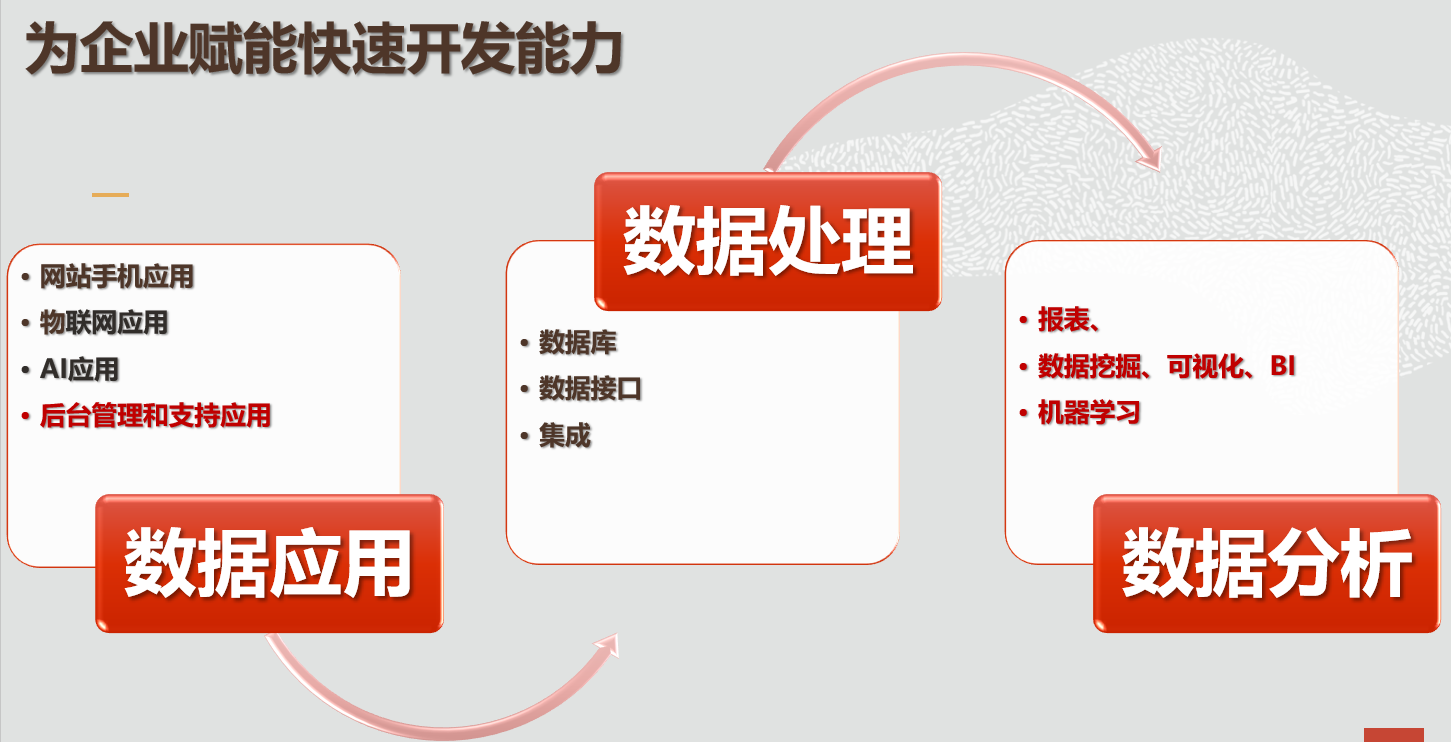 为企业赋能快速开发能力
• 网站手机应用
• 物联网应用
• AI应用
• 后台管理和支持应用
数据应用
数据处理
• 数据库
• 数据接口
• 集成
• 报表、
• 数据挖掘、可视化、BI
• 机器学习
数据分析